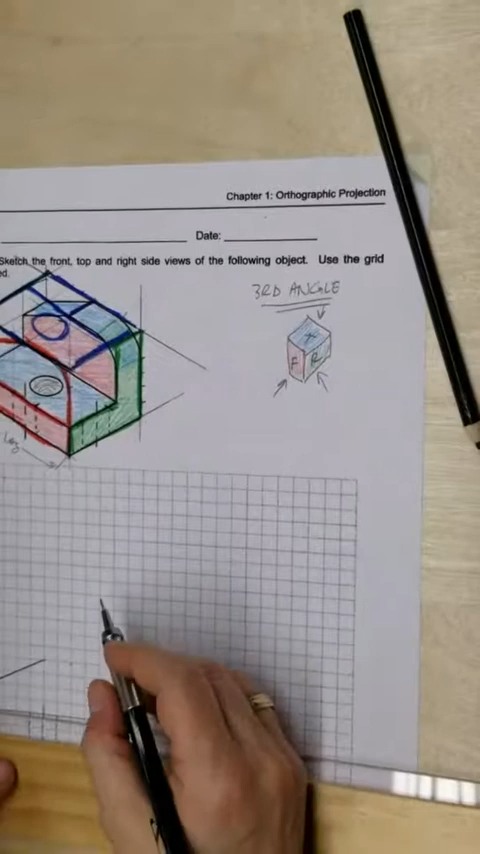 Chapter 1: Orthographic Projection
Date:
Sketch the front, top and right side views of the following object. Use the grid
ed.
3RD ANGLE
F R